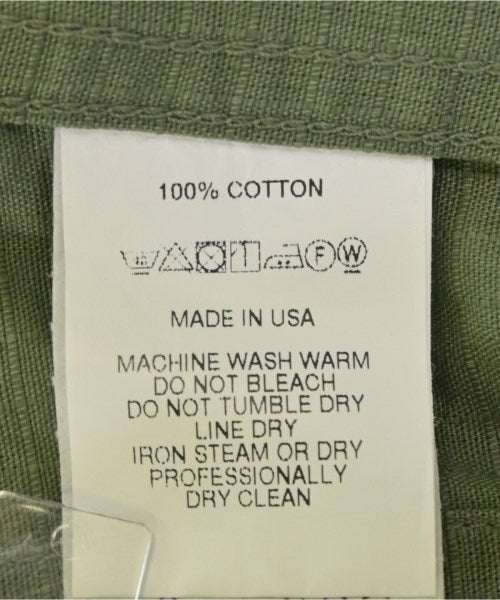 100% COTTON
F W
MADE IN USA
MACHINE WASH WARM
DO NOT BLEACH
DO NOT TUMBLE DRY
LINE DRY
IRON STEAM OR DRY
PROFESSIONALLY
DRY CLEAN